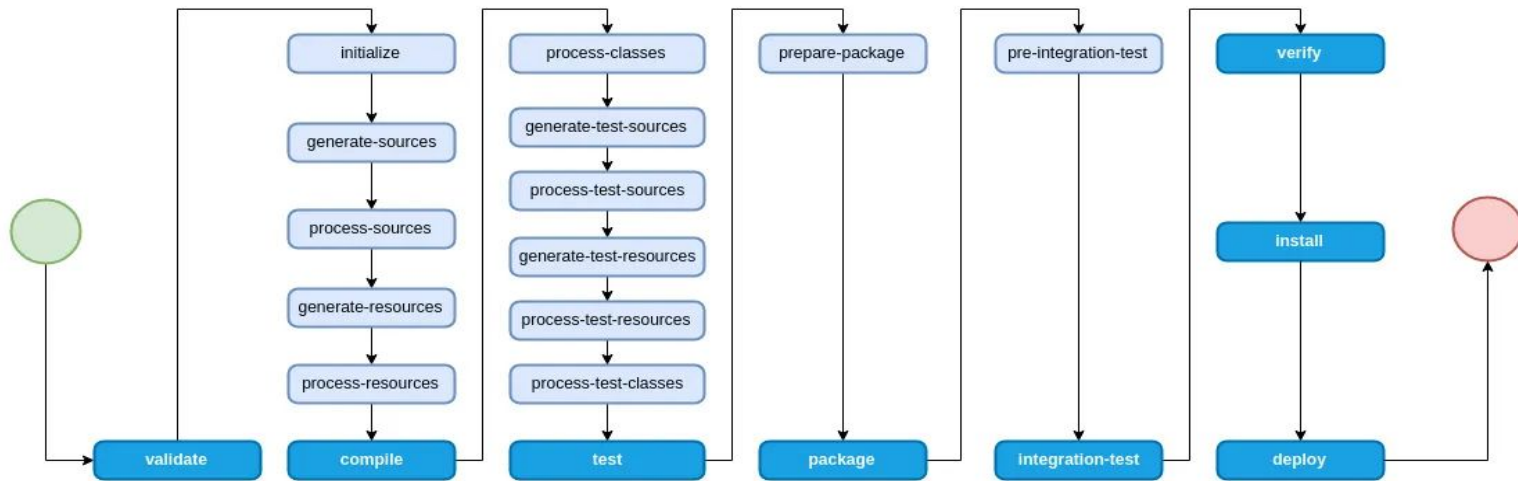 validate
initialize
generate-sources
process-sources
generate-resources
process-resources
compile
process-classes
generate-test-sources
process-test-sources
generate-test-resources
process-test-resources
process-test-classes
test
prepare-package
package
pre-integration-test
integration-test
verify
install
deploy